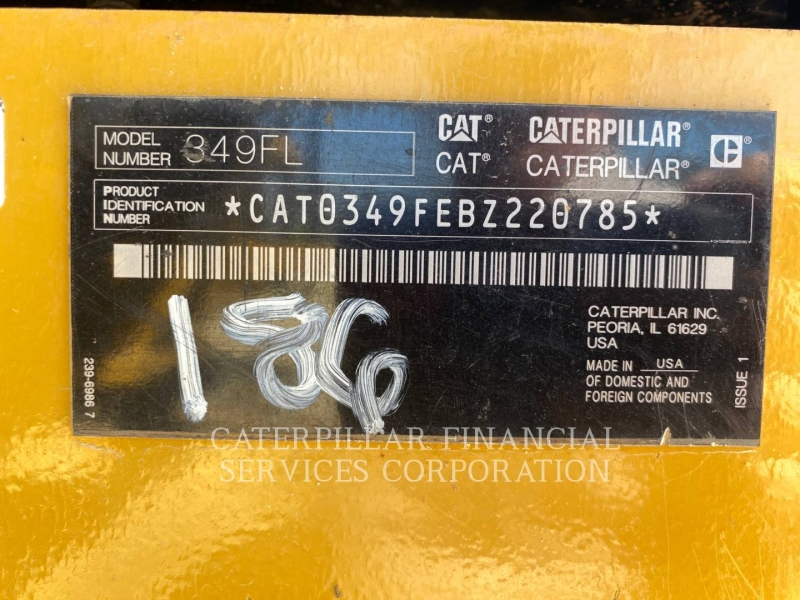 MODEL
NUMBER 349FL
CAT® CATERPILLAR®
CAT® CATERPILLAR®
PRODUCT
IDENTIFICATION
NUMBER
*CAT0349FEBZ220785*
186
CATERPILLAR INC.
PEORIA, IL 61629
USA
MADE IN USA
OF DOMESTIC AND
FOREIGN COMPONENTS
ISSUE 1
239-6986 7
CATERPILLAR FINANCIAL
SERVICES CORPORATION